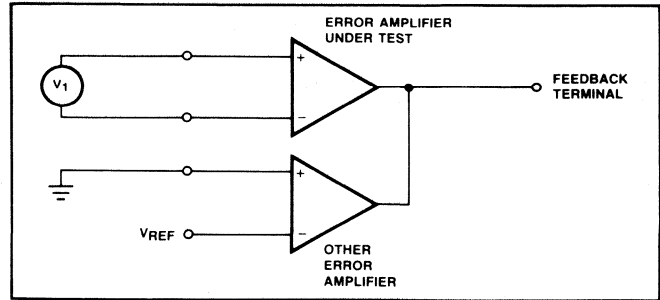 ERROR AMPLIFIER
UNDER TEST
V1
+
−
FEEDBACK
TERMINAL
+
−
VREF
OTHER
ERROR
AMPLIFIER